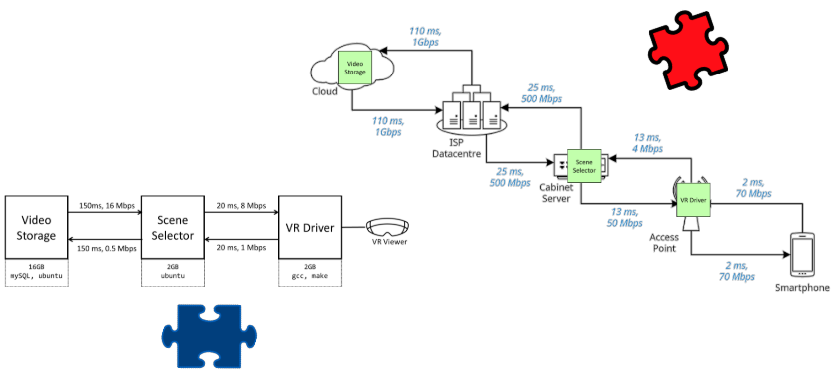 110 ms,
1Gbps
Video
Storage
Cloud
110 ms,
1Gbps
ISP
Datacentre
25 ms,
500 Mbps
25 ms,
500 Mbps
Scene
Selector
Cabinet
Server
13 ms,
4 Mbps
13 ms,
50 Mbps
VR Driver
Access
Point
2 ms,
70 Mbps
2 ms,
70 Mbps
Smartphone
Video
Storage
16GB
mySQL, ubuntu
150ms, 16 Mbps
150 ms, 0.5 Mbps
Scene
Selector
2GB
ubuntu
20 ms, 8 Mbps
20 ms, 1 Mbps
VR Driver
2GB
gcc, make
VR Viewer